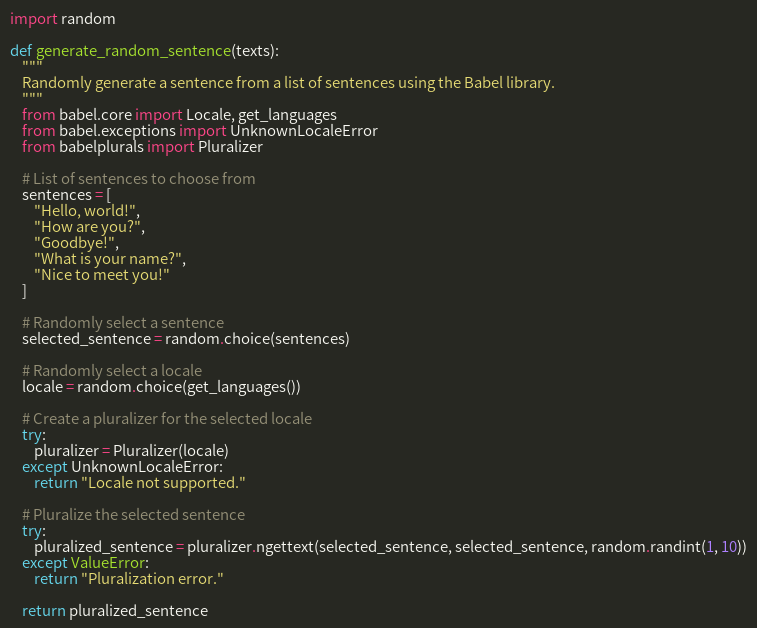 import random

def generate_random_sentence(texts):
    """
    Randomly generate a sentence from a list of sentences using the Babel library.
    """
    from babel.core import Locale, get_languages
    from babel.exceptions import UnknownLocaleError
    from babelplurals import Pluralizer

    # List of sentences to choose from
    sentences = [
        "Hello, world!",
        "How are you?",
        "Goodbye!",
        "What is your name?",
        "Nice to meet you!"
    ]

    # Randomly select a sentence
    selected_sentence = random.choice(sentences)

    # Randomly select a locale
    locale = random.choice(get_languages())

    # Create a pluralizer for the selected locale
    try:
        pluralizer = Pluralizer(locale)
    except UnknownLocaleError:
        return "Locale not supported."

    # Pluralize the selected sentence
    try:
        pluralized_sentence = pluralizer.ngettext(selected_sentence, selected_sentence, random.randint(1, 10))
    except ValueError:
        return "Pluralization error."

    return pluralized_sentence